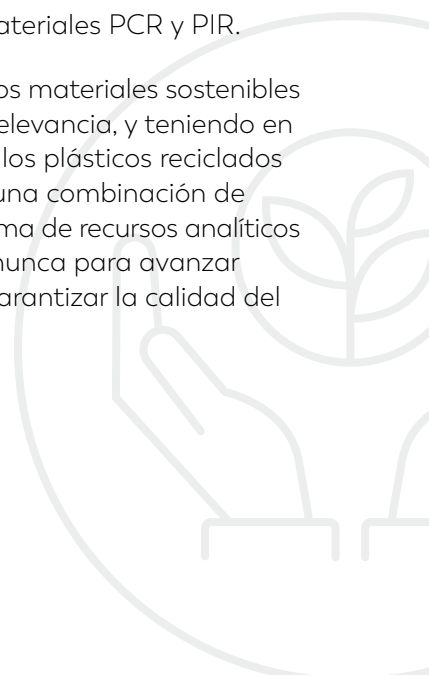 ateriales PCR y PIR.
os materiales sostenibles
elevancia, y teniendo en
los plásticos reciclados
una combinación de
ma de recursos analíticos
nunca para avanzar
arantizar la calidad del